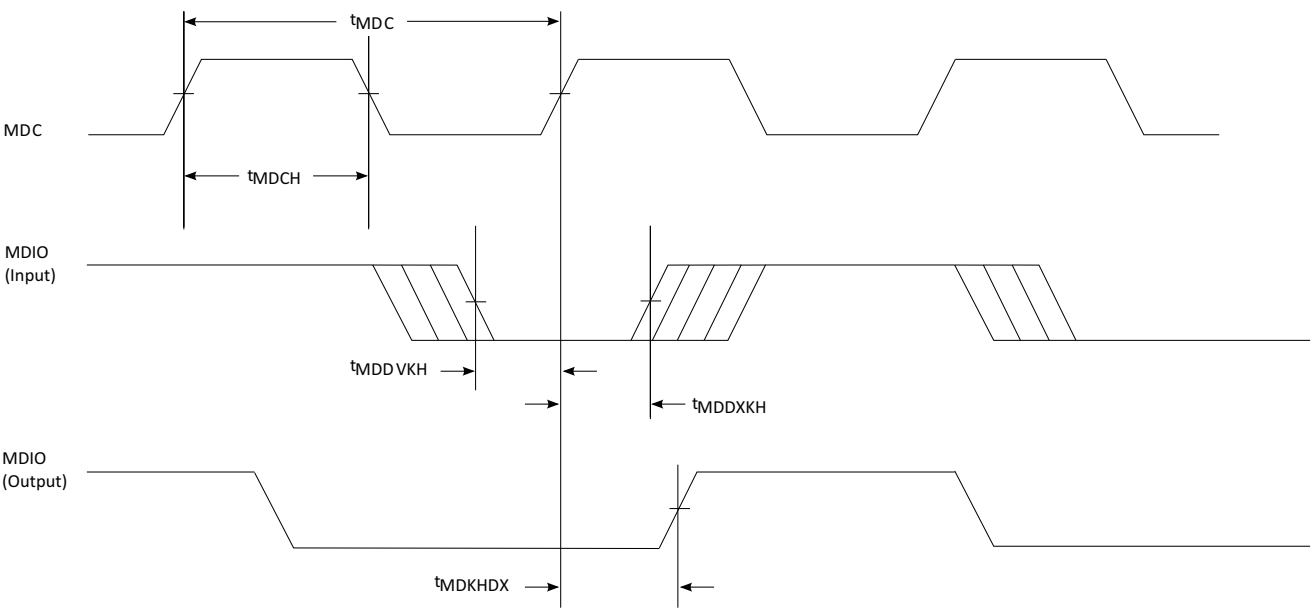 tMDC
MDC
tMDCH
MDIO
(Input)
tMDDVKH
tMDDXKH
MDIO
(Output)
tMDKHDX